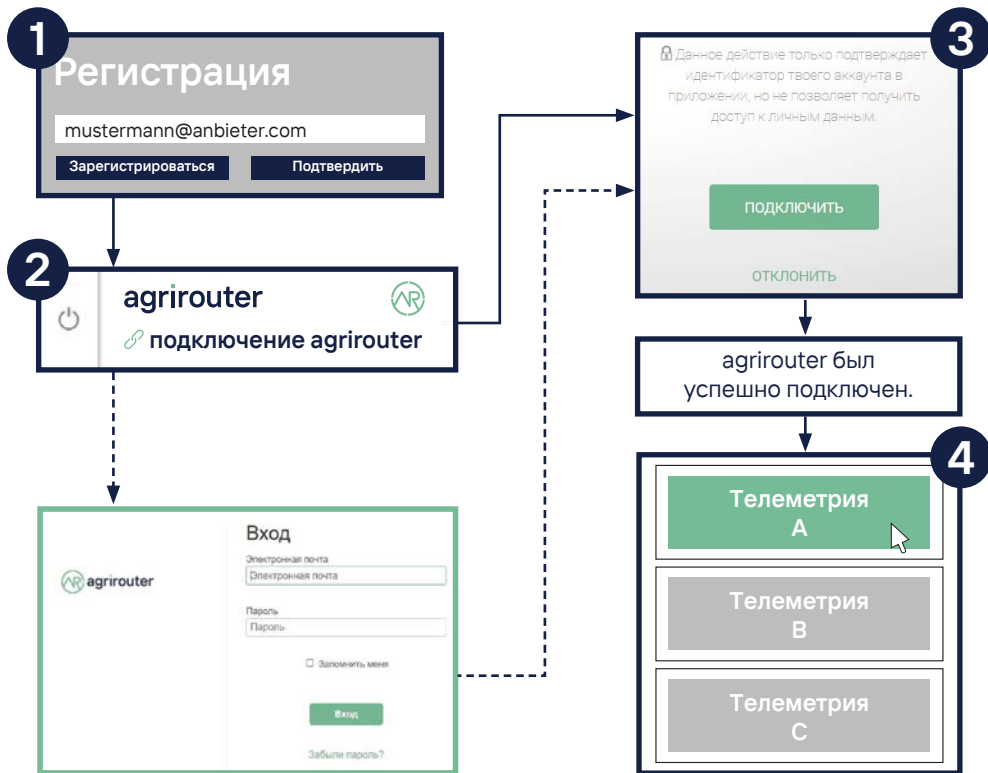 1
Регистрация
mustermann@anbieter.com
Зарегистрироваться
Подтвердить
2
agrirouter
AR
подключение agrirouter
agrirouter
AR
Вход
Электронная почта
Электронная почта
Пароль
Пароль
Запомнить меня
Вход
Забыли пароль?
3
Данное действие только подтверждает
идентификатор твоего аккаунта в
приложении, но не позволяет получить
доступ к личным данным.
ПОДКЛЮЧИТЬ
ОТКЛОНИТЬ
agrirouter был
успешно подключен.
4
Телеметрия
A
Телеметрия
B
Телеметрия
C